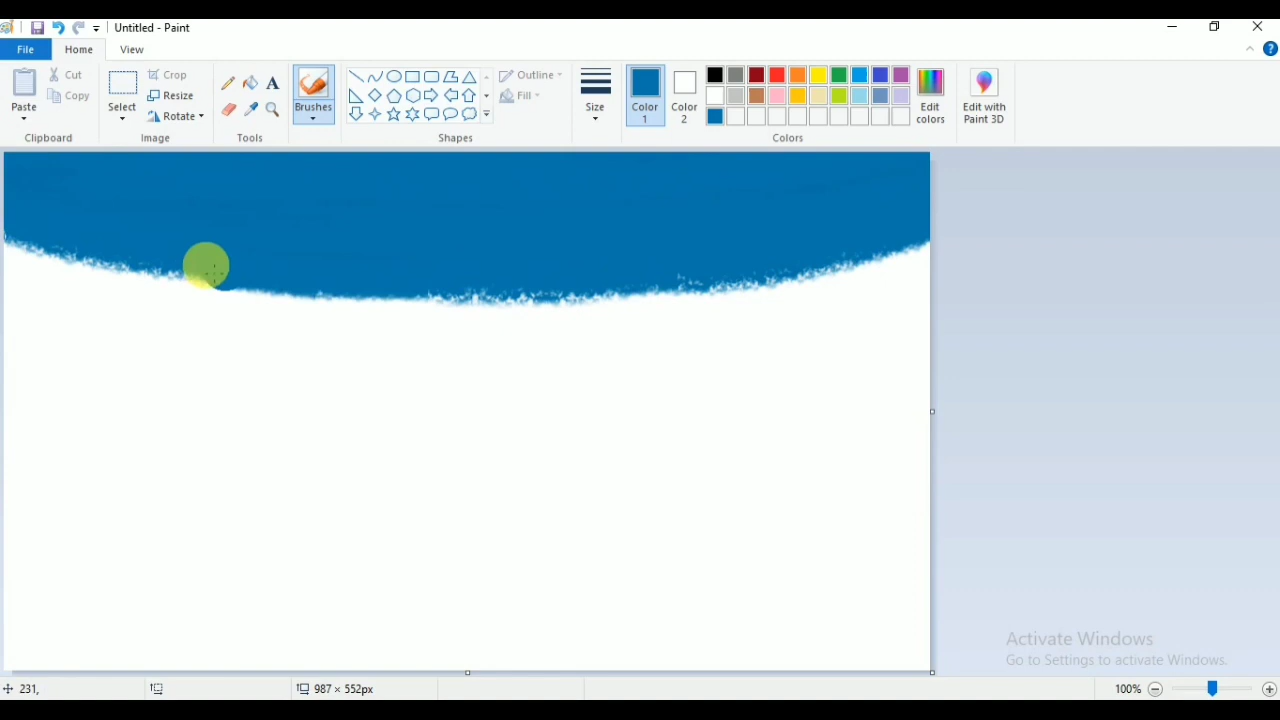 Untitled - Paint
File Home View
Paste
Cut
Copy
Clipboard
Select
Crop
Resize
Rotate
Image
A
Tools
Brushes
Shapes
Outline
Fill
Size
Color 1
Color 2
Colors
Edit colors
Edit with Paint 3D
Activate Windows
Go to Settings to activate Windows.
231,
987 × 552px
100%